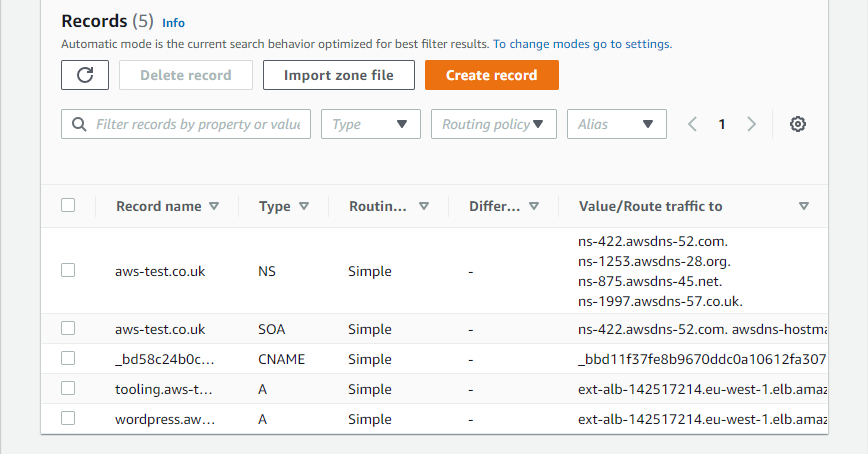 Records (5) Info
Automatic mode is the current search behavior optimized for best filter results. To change modes go to settings.
Delete record Import zone file Create record
Filter records by property or value Type Routing policy Alias 1
Record name Type Routin... Differ... Value/Route traffic to
ns-422.awsdns-52.com.
ns-1253.awsdns-28.org.
aws-test.co.uk NS Simple -
ns-875.awsdns-45.net.
ns-1997.awsdns-57.co.uk.
aws-test.co.uk SOA Simple - ns-422.awsdns-52.com. awsdns-hostma
_bd58c24b0c... CNAME Simple - _bbd11f37fe8b9670ddc0a10612fa307
tooling.aws-t... A Simple - ext-alb-142517214.eu-west-1.elb.amaz
wordpress.aw... A Simple - ext-alb-142517214.eu-west-1.elb.amaz